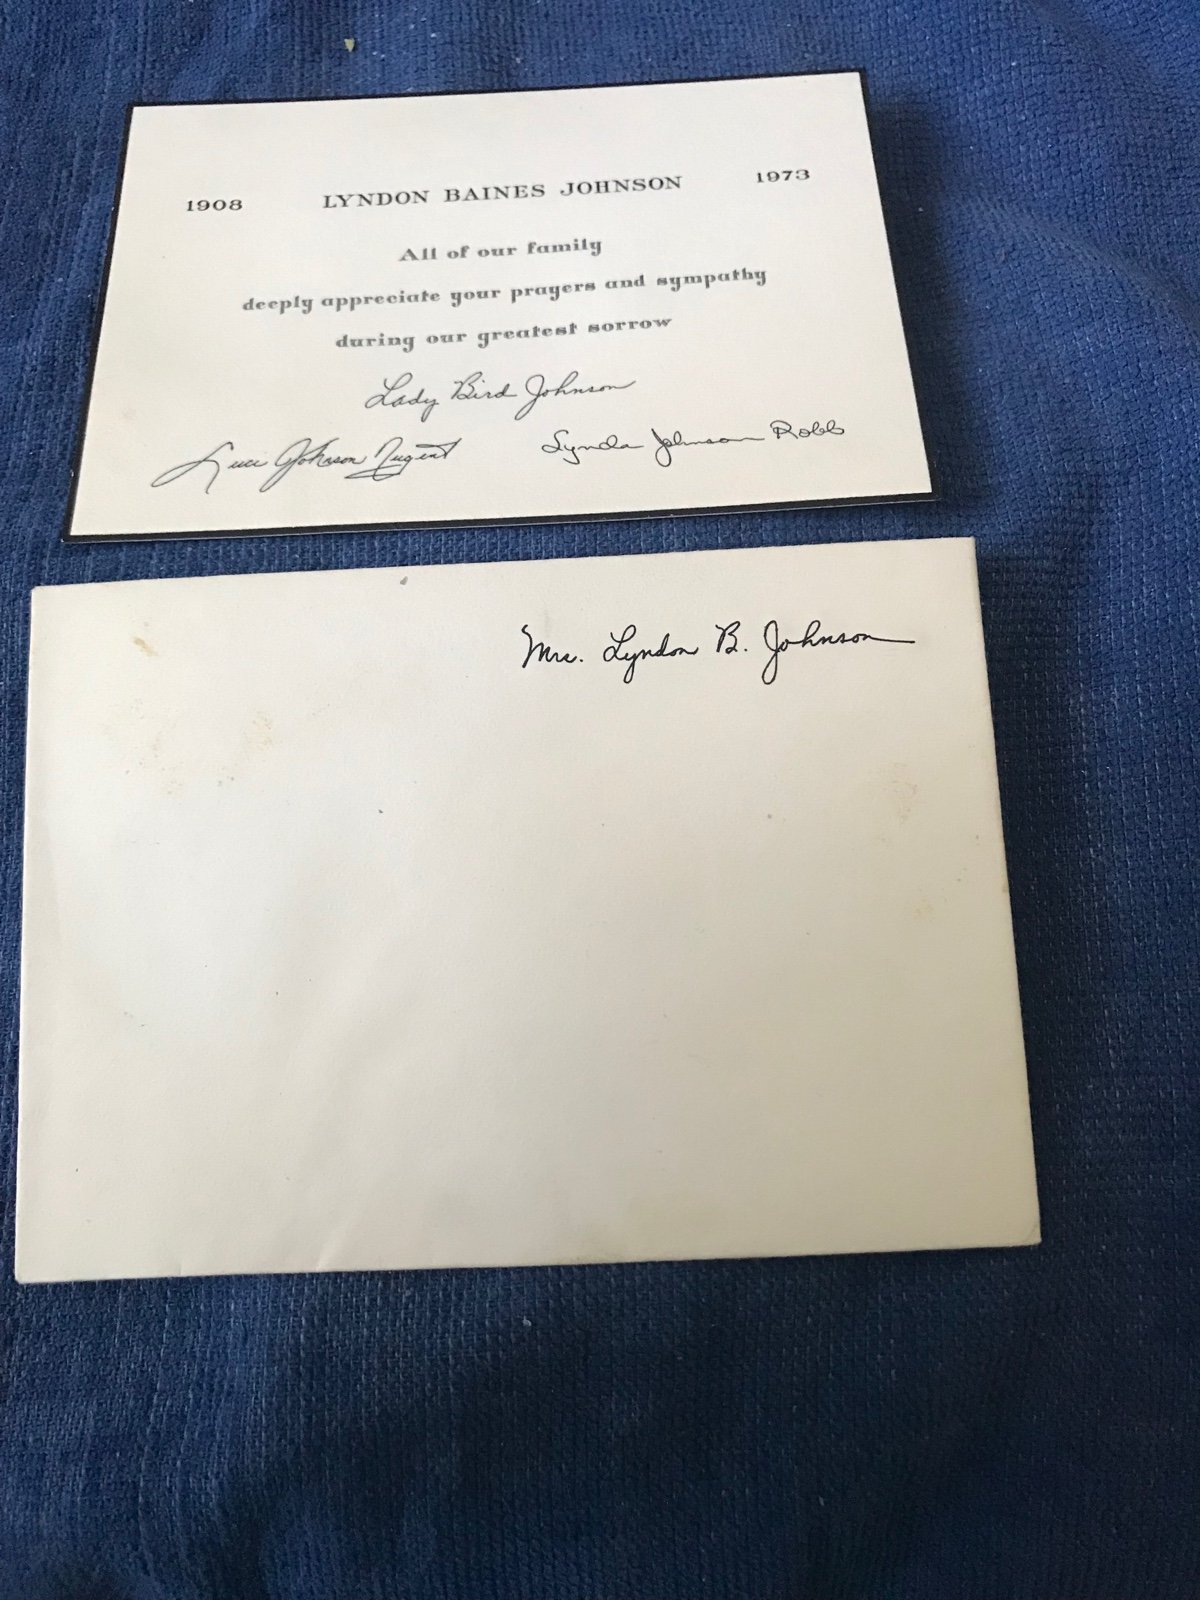 1908 LYNDON BAINES JOHNSON 1973
All of our family
deeply appreciate your prayers and sympathy
during our greatest sorrow
Lady Bird Johnson
Luci Johnson Nugent Lynda Johnson Robb
Mrs. Lyndon B. Johnson